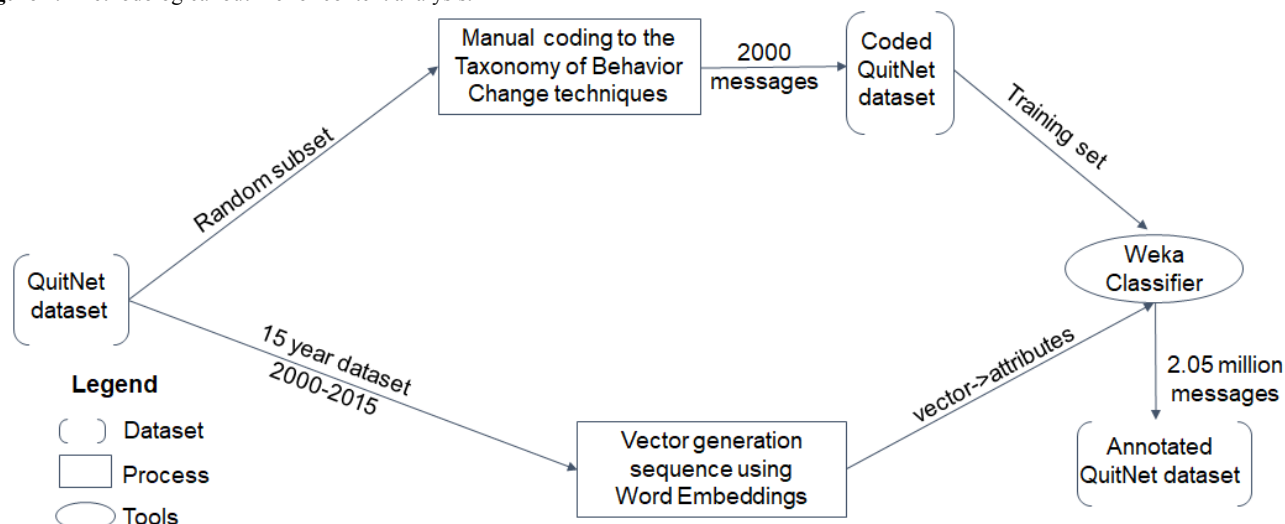 Manual coding to the
Taxonomy of Behavior
Change techniques
2000
messages
Coded
QuitNet
dataset
Random subset
Training set
QuitNet
dataset
Weka
Classifier
15 year dataset
2000-2015
vector->attributes
2.05 million
messages
Legend
Dataset
Process
Tools
Vector generation
sequence using
Word Embeddings
Annotated
QuitNet dataset